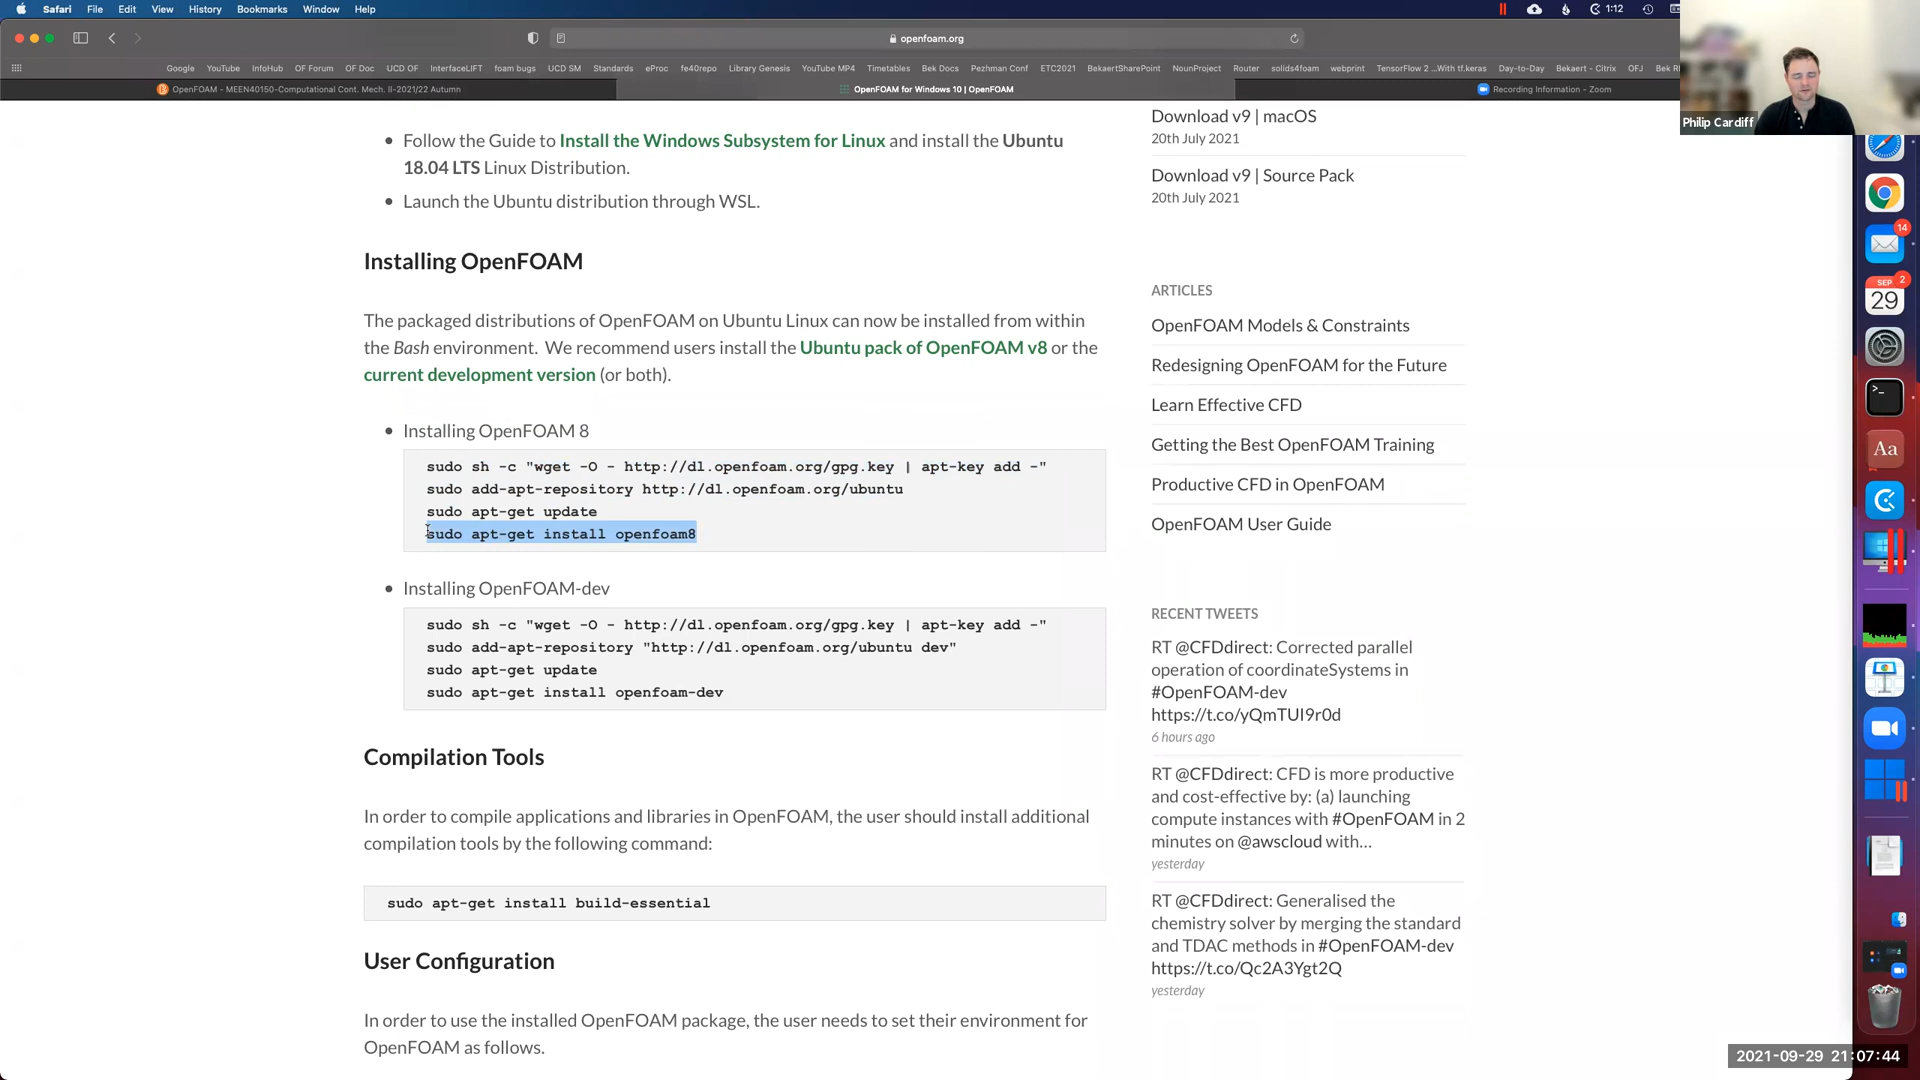 Safari File Edit View History Bookmarks Window Help
1:12
openfoam.org
Google YouTube InfoHub OF Forum OF Doc UCD OF InterfaceLIFT foam bugs UCD SM Standards eProc fe40repo Library Genesis YouTube MP4 Timetables Bek Docs Pezhman Conf ETC2021 BekaertSharePoint NounProject Router solids4foam webprint TensorFlow 2 ...With tf.keras Day-to-Day Bekaert - Citrix OFJ Bek
OpenFOAM - MEEN40150-Computational Cont. Mech. II-2021/22 Autumn
OpenFOAM for Windows 10 | OpenFOAM
Recording Information - Zoom
Philip Cardiff
Follow the Guide to Install the Windows Subsystem for Linux and install the Ubuntu
18.04 LTS Linux Distribution.
Launch the Ubuntu distribution through WSL.
Installing OpenFOAM
The packaged distributions of OpenFOAM on Ubuntu Linux can now be installed from within
the Bash environment. We recommend users install the Ubuntu pack of OpenFOAM v8 or the
current development version (or both).
Installing OpenFOAM 8
sudo sh -c "wget -O - http://dl.openfoam.org/gpg.key | apt-key add -"
sudo add-apt-repository http://dl.openfoam.org/ubuntu
sudo apt-get update
sudo apt-get install openfoam8
Installing OpenFOAM-dev
sudo sh -c "wget -O - http://dl.openfoam.org/gpg.key | apt-key add -"
sudo add-apt-repository "http://dl.openfoam.org/ubuntu dev"
sudo apt-get update
sudo apt-get install openfoam-dev
Compilation Tools
In order to compile applications and libraries in OpenFOAM, the user should install additional
compilation tools by the following command:
sudo apt-get install build-essential
User Configuration
In order to use the installed OpenFOAM package, the user needs to set their environment for
OpenFOAM as follows.
Download v9 | macOS
20th July 2021
Download v9 | Source Pack
20th July 2021
ARTICLES
OpenFOAM Models & Constraints
Redesigning OpenFOAM for the Future
Learn Effective CFD
Getting the Best OpenFOAM Training
Productive CFD in OpenFOAM
OpenFOAM User Guide
RECENT TWEETS
RT @CFDdirect: Corrected parallel
operation of coordinateSystems in
#OpenFOAM-dev
https://t.co/yQmTUI9r0d
6 hours ago
RT @CFDdirect: CFD is more productive
and cost-effective by: (a) launching
compute instances with #OpenFOAM in 2
minutes on @awscloud with...
yesterday
RT @CFDdirect: Generalised the
chemistry solver by merging the standard
and TDAC methods in #OpenFOAM-dev
https://t.co/Qc2A3Ygt2Q
yesterday
14
SEP
2
29
>_
Aa
2021-09-29 21:07:44